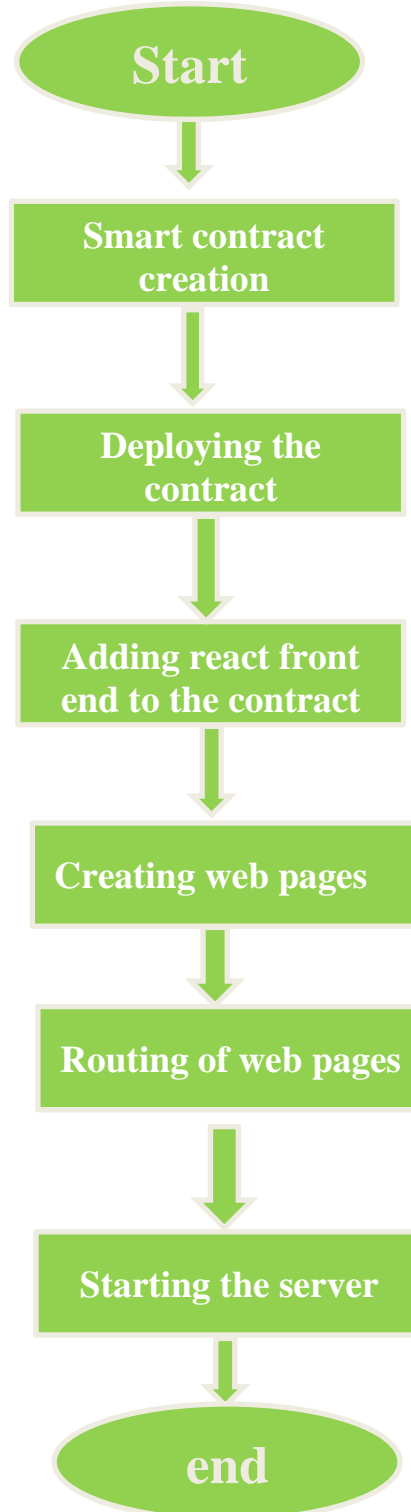 Start
Smart contract
creation
Deploying the
contract
Adding react front
end to the contract
Creating web pages
Routing of web pages
Starting the server
end